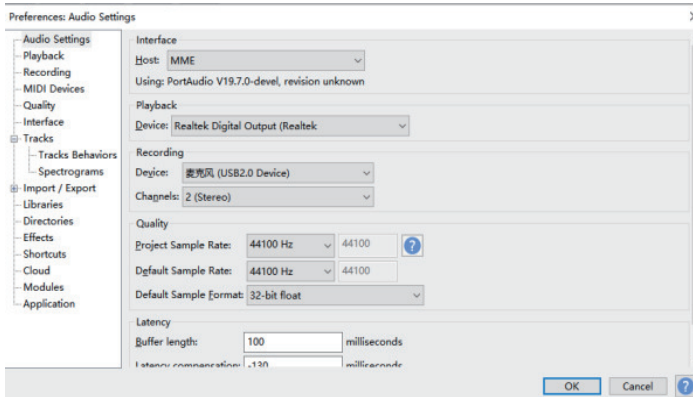 Preferences: Audio Settings
Audio Settings
Playback
Recording
MIDI Devices
Quality
Interface
Tracks
Tracks Behaviors
Spectrograms
Import / Export
Libraries
Directories
Effects
Shortcuts
Cloud
Modules
Application
Interface
Host: MME
Using: PortAudio V19.7.0-devel, revision unknown
Playback
Device: Realtek Digital Output (Realtek
Recording
Device: 麦克风 (USB2.0 Device)
Channels: 2 (Stereo)
Quality
Project Sample Rate: 44100 Hz 44100 ?
Default Sample Rate: 44100 Hz 44100
Default Sample Format: 32-bit float
Latency
Buffer length: 100 milliseconds
Latency compensation: -130 milliseconds
OK Cancel ?